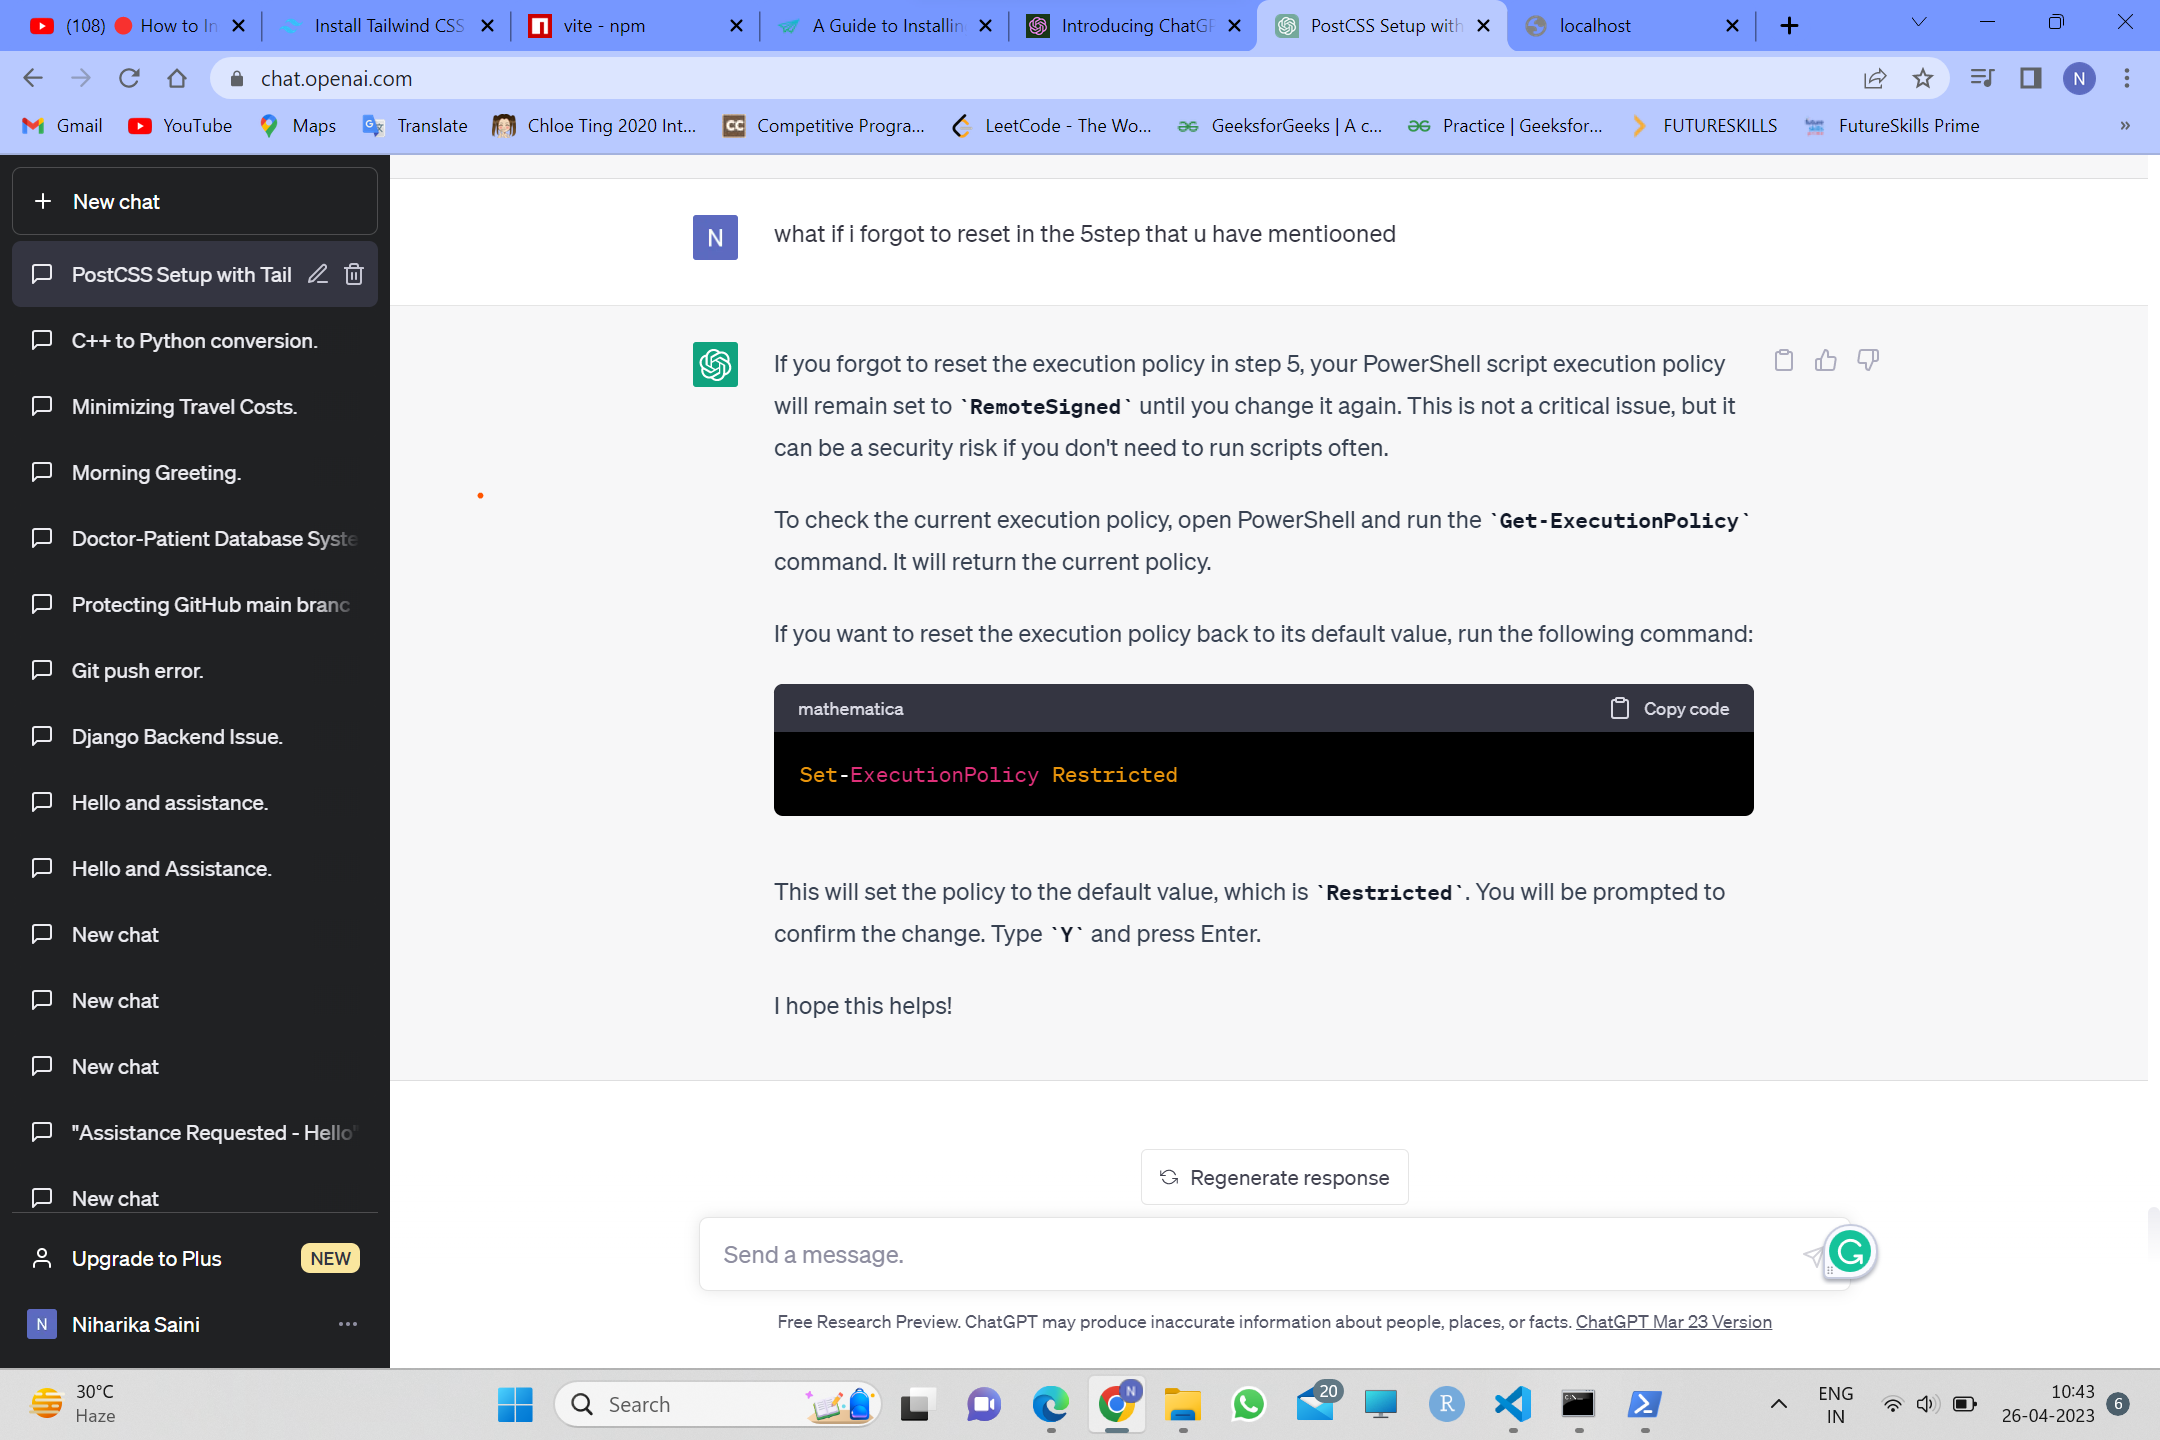 (108) How to In
Install Tailwind CSS
vite - npm
A Guide to Installin
Introducing ChatGP
PostCSS Setup with
localhost
chat.openai.com
N
Gmail
YouTube
Maps
Translate
Chloe Ting 2020 Int...
CC
Competitive Progra...
LeetCode - The Wo...
GeeksforGeeks | A c...
Practice | Geeksfor...
FUTURESKILLS
FutureSkills Prime
»
+ New chat
PostCSS Setup with Tail
C++ to Python conversion.
Minimizing Travel Costs.
Morning Greeting.
Doctor-Patient Database Syste
Protecting GitHub main branc
Git push error.
Django Backend Issue.
Hello and assistance.
Hello and Assistance.
New chat
New chat
New chat
"Assistance Requested - Hello"
New chat
Upgrade to Plus NEW
N Niharika Saini ...
N
what if i forgot to reset in the 5step that u have mentiooned
If you forgot to reset the execution policy in step 5, your PowerShell script execution policy
will remain set to `RemoteSigned` until you change it again. This is not a critical issue, but it
can be a security risk if you don't need to run scripts often.
To check the current execution policy, open PowerShell and run the `Get-ExecutionPolicy`
command. It will return the current policy.
If you want to reset the execution policy back to its default value, run the following command:
mathematica Copy code
Set-ExecutionPolicy Restricted
This will set the policy to the default value, which is `Restricted`. You will be prompted to
confirm the change. Type `Y` and press Enter.
I hope this helps!
Regenerate response
Send a message.
Free Research Preview. ChatGPT may produce inaccurate information about people, places, or facts. ChatGPT Mar 23 Version
30°C
Haze
Search
N
20
R
ENG
IN
10:43
26-04-2023
6